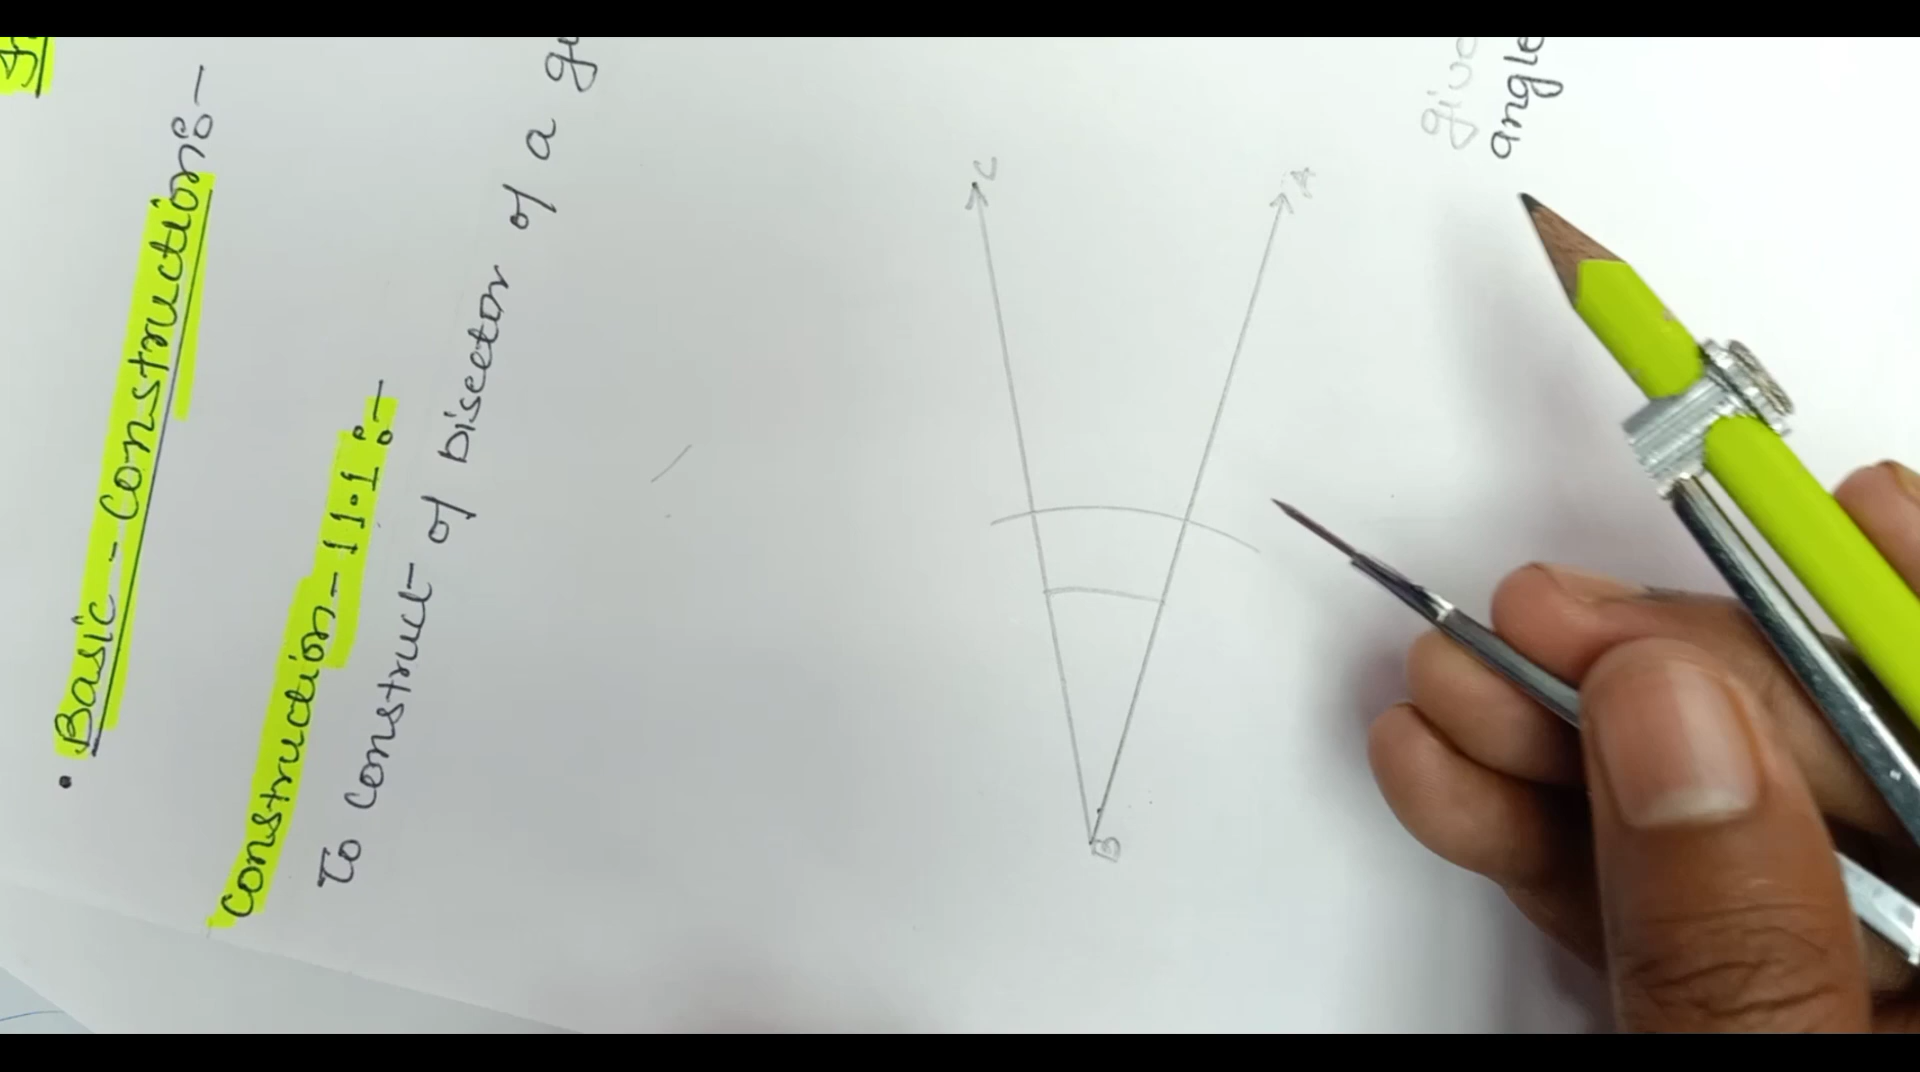 • Basic - Constructions:-
Construction-11.1:-
To construct of bisector of a
angle
C
A
B